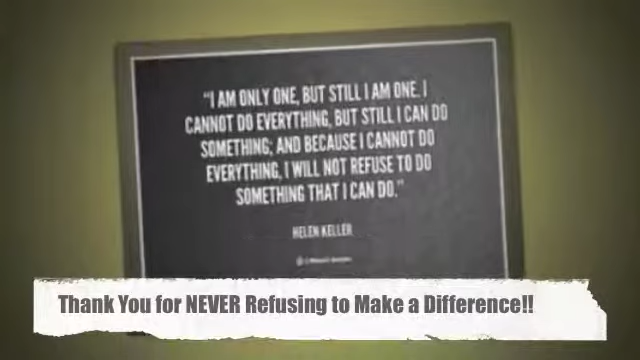 "I AM ONLY ONE, BUT STILL I AM ONE. I
CANNOT DO EVERYTHING, BUT STILL I CAN DO
SOMETHING; AND BECAUSE I CANNOT DO
EVERYTHING, I WILL NOT REFUSE TO DO
SOMETHING THAT I CAN DO."
HELEN KELLER
Thank You for NEVER Refusing to Make a Difference!!